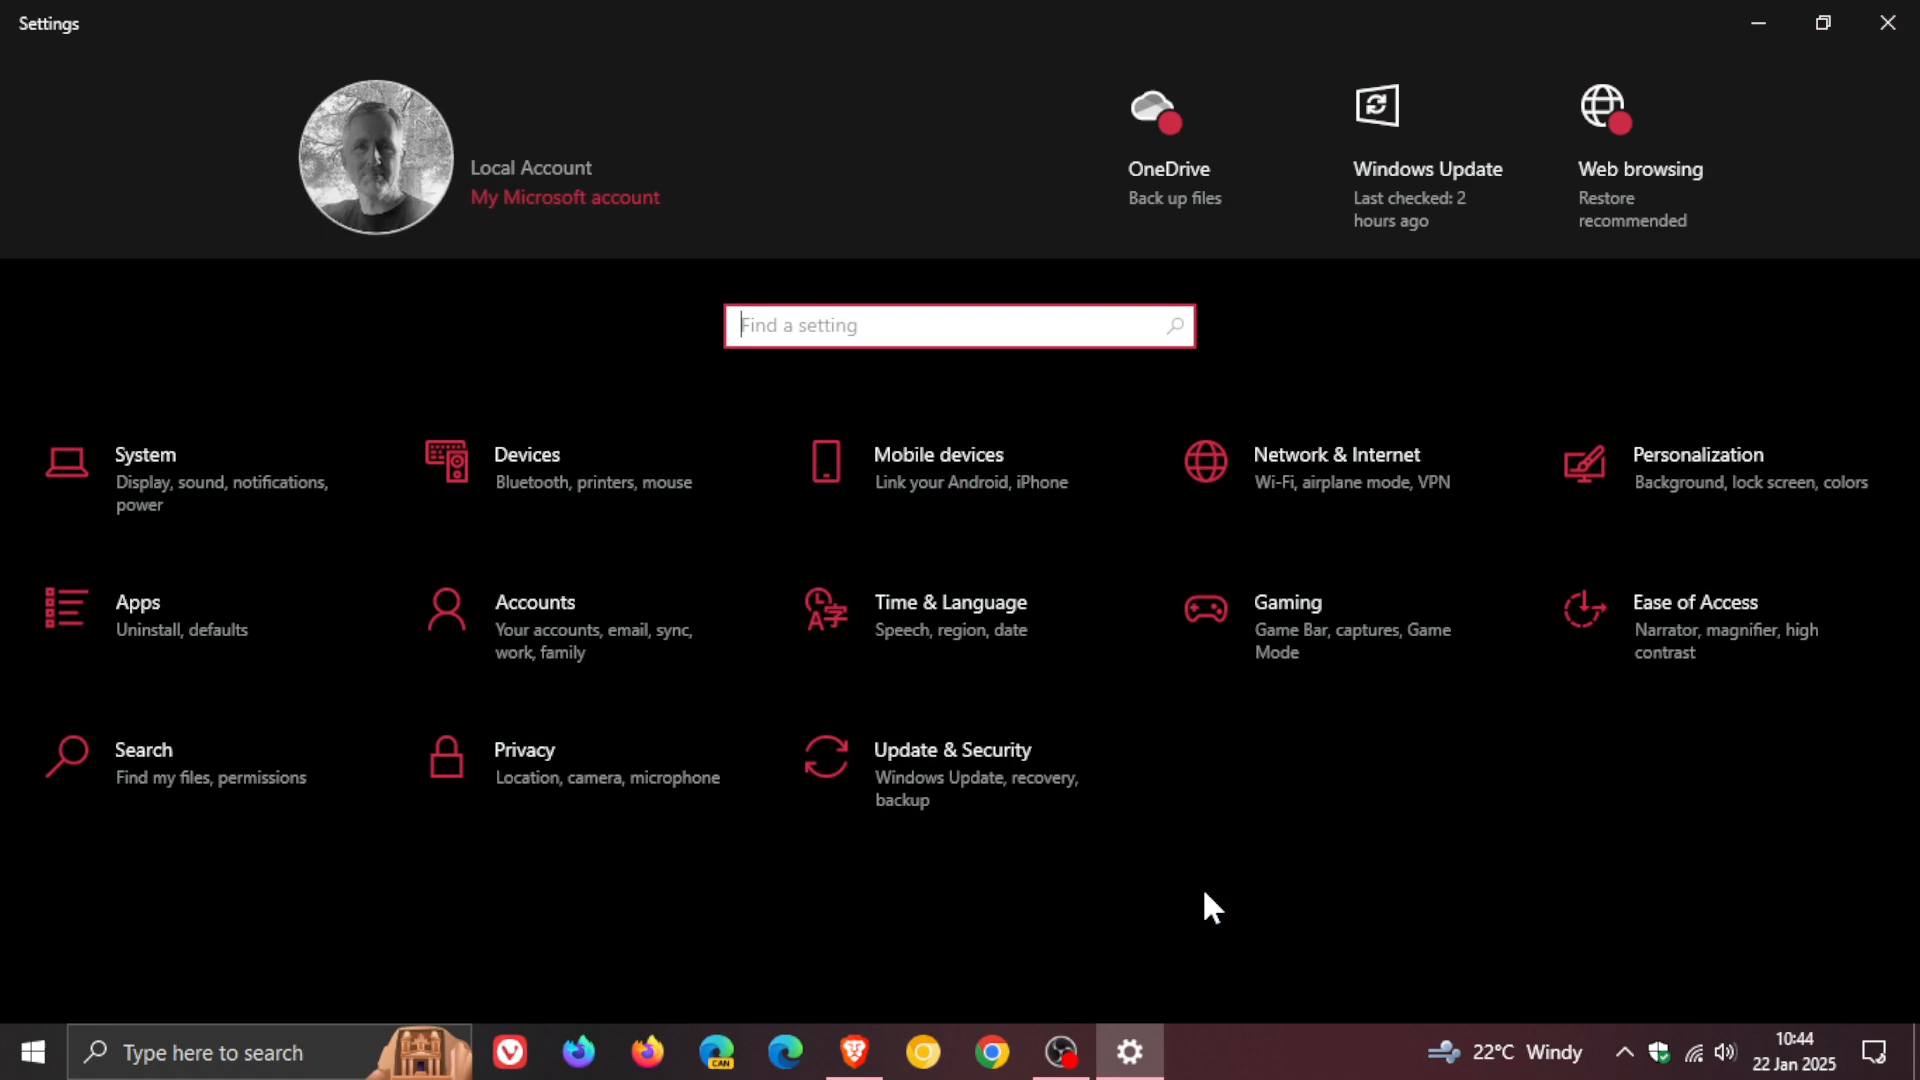 Settings
Local Account
My Microsoft account
OneDrive
Back up files
Windows Update
Last checked: 2
hours ago
Web browsing
Restore
recommended
Find a setting
System
Display, sound, notifications,
power
Devices
Bluetooth, printers, mouse
Mobile devices
Link your Android, iPhone
Network & Internet
Wi-Fi, airplane mode, VPN
Personalization
Background, lock screen, colors
Apps
Uninstall, defaults
Accounts
Your accounts, email, sync,
work, family
Time & Language
Speech, region, date
Gaming
Game Bar, captures, Game
Mode
Ease of Access
Narrator, magnifier, high
contrast
Search
Find my files, permissions
Privacy
Location, camera, microphone
Update & Security
Windows Update, recovery,
backup
Type here to search
CAN
22°C Windy
10:44
22 Jan 2025